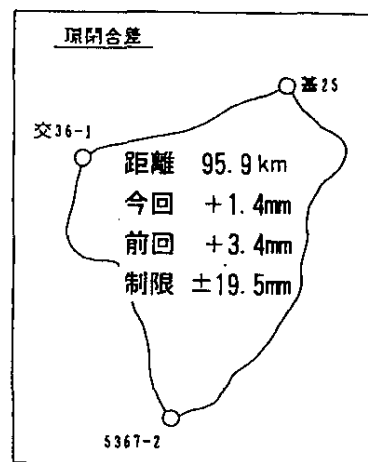 環閉合差
基25
交36-1
距離 95.9km
今回 +1.4mm
前回 +3.4mm
制限 ±19.5mm
5367-2